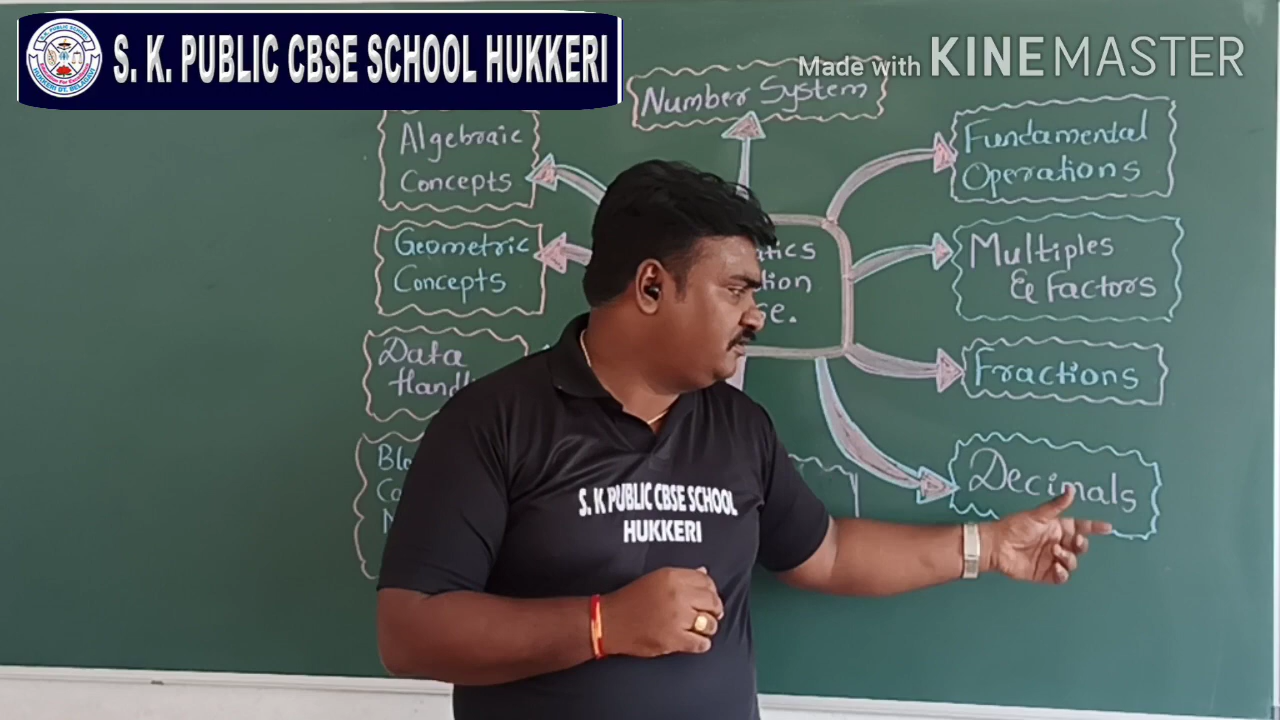 S. K. PUBLIC CBSE SCHOOL HUKKERI
Made with KINEMASTER
Number System
Algebraic
Concepts
Geometric
Concepts
Data
Fundamental
Operations
Multiples
& Factors
Fractions
Decimals
S. K PUBLIC CBSE SCHOOL
HUKKERI